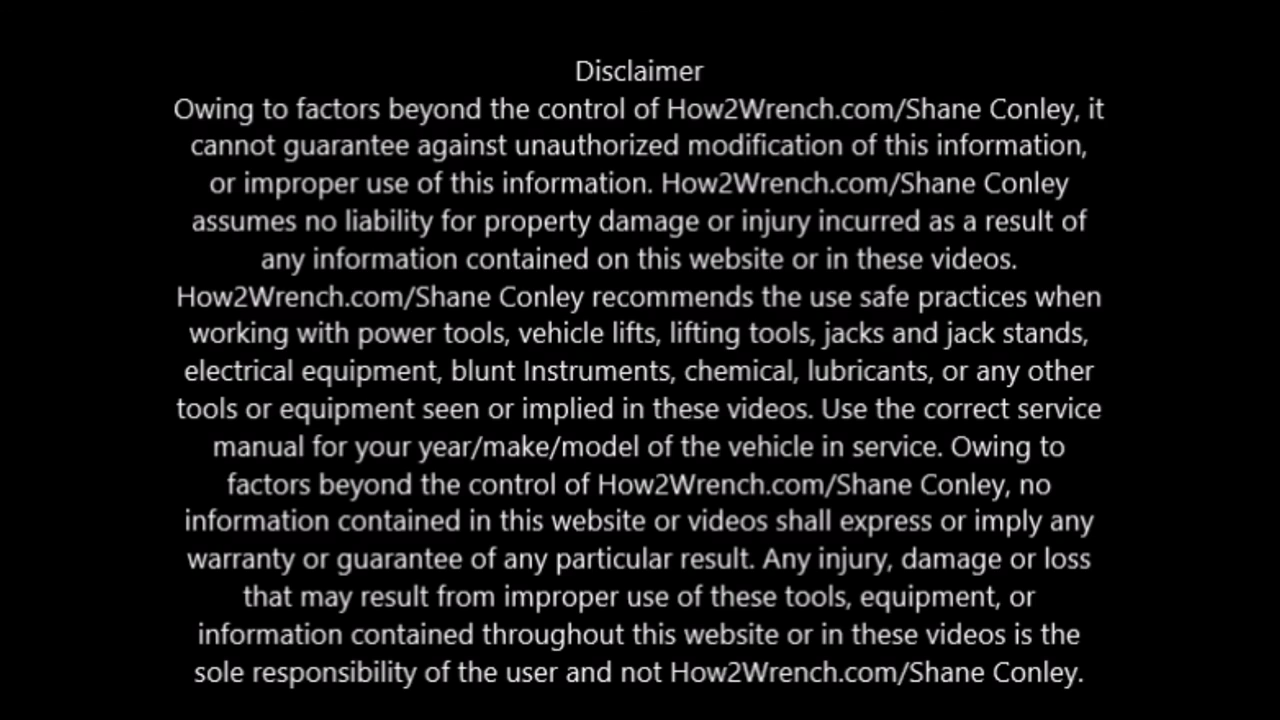 Disclaimer
Owing to factors beyond the control of How2Wrench.com/Shane Conley, it
cannot guarantee against unauthorized modification of this information,
or improper use of this information. How2Wrench.com/Shane Conley
assumes no liability for property damage or injury incurred as a result of
any information contained on this website or in these videos.
How2Wrench.com/Shane Conley recommends the use safe practices when
working with power tools, vehicle lifts, lifting tools, jacks and jack stands,
electrical equipment, blunt Instruments, chemical, lubricants, or any other
tools or equipment seen or implied in these videos. Use the correct service
manual for your year/make/model of the vehicle in service. Owing to
factors beyond the control of How2Wrench.com/Shane Conley, no
information contained in this website or videos shall express or imply any
warranty or guarantee of any particular result. Any injury, damage or loss
that may result from improper use of these tools, equipment, or
information contained throughout this website or in these videos is the
sole responsibility of the user and not How2Wrench.com/Shane Conley.